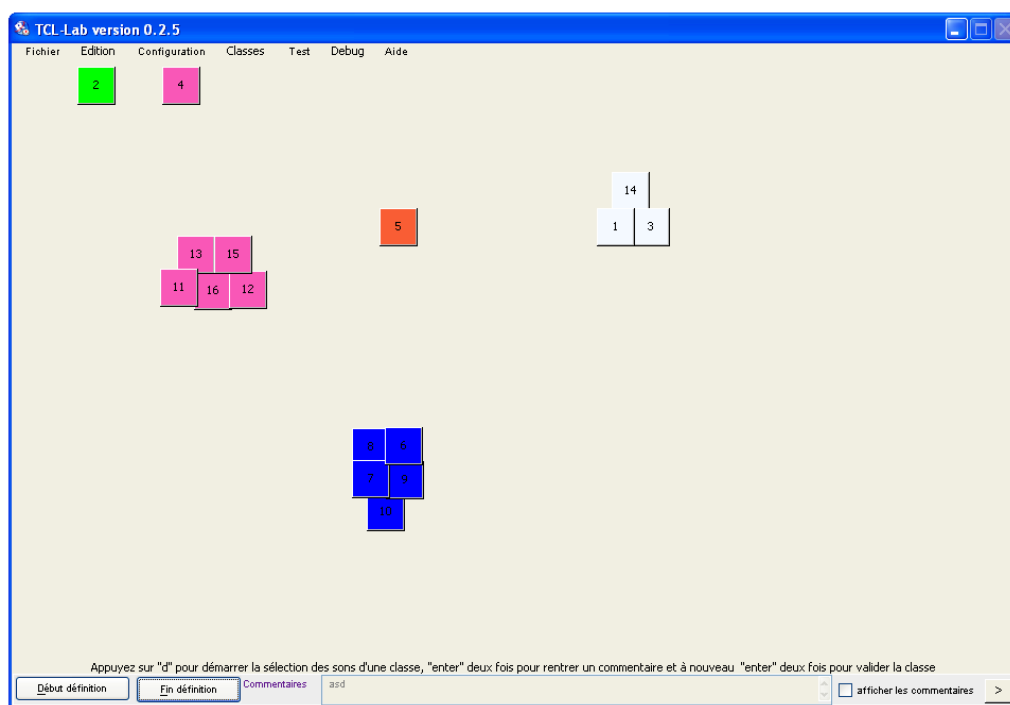 TCL-Lab version 0.2.5
Fichier Edition Configuration Classes Test Debug Aide
2 4
14
1 3
5
13 15
11 16 12
8 6
7 9
10
Appuyez sur "d" pour démarrer la sélection des sons d'une classe, "enter" deux fois pour rentrer un commentaire et à nouveau "enter" deux fois pour valider la classe
Début définition Fin définition Commentaires asd afficher les commentaires >